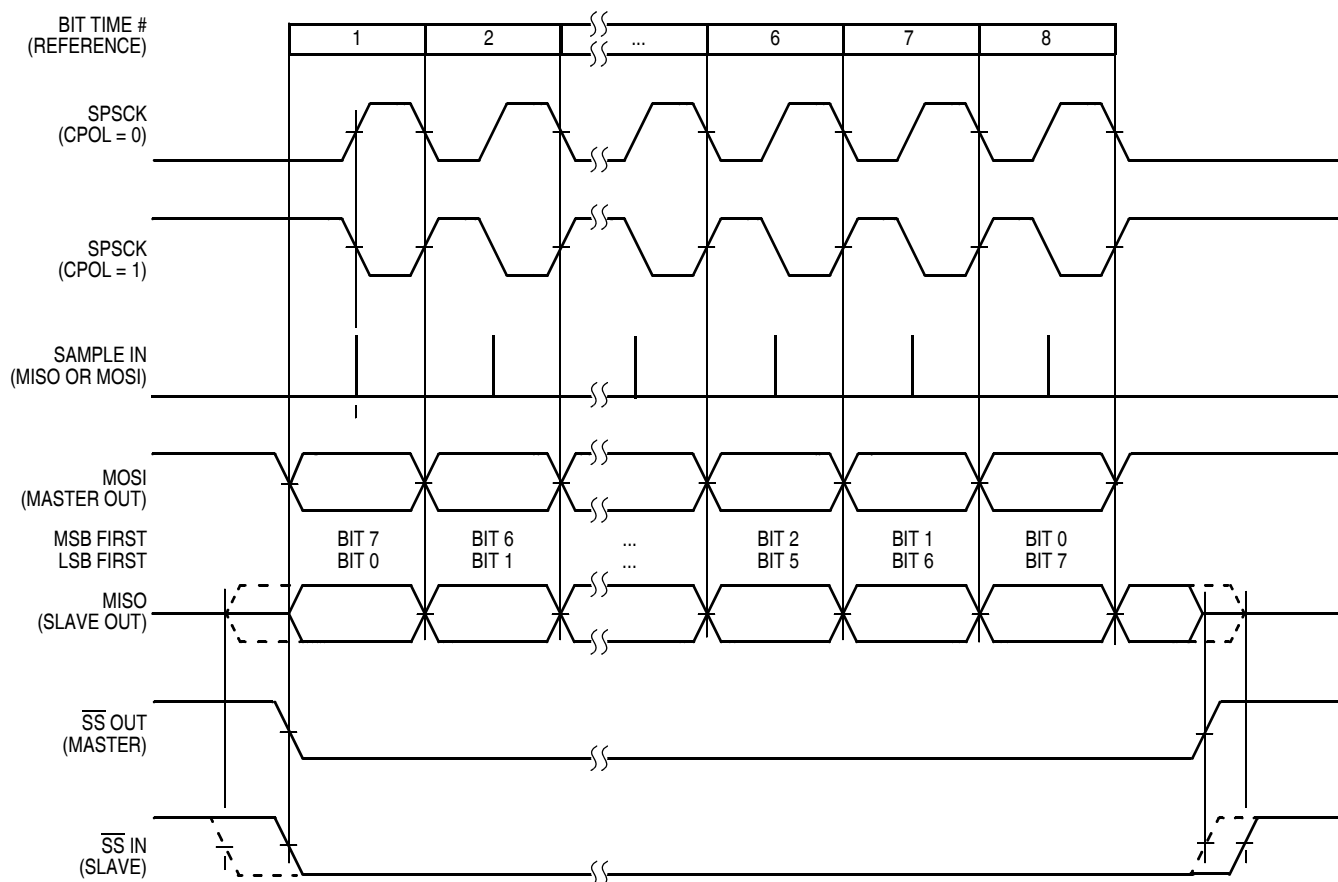 BIT TIME #
(REFERENCE)
1 2 ... 6 7 8
SPSCK
(CPOL = 0)
SPSCK
(CPOL = 1)
SAMPLE IN
(MISO OR MOSI)
MOSI
(MASTER OUT)
MSB FIRST BIT 7 BIT 6 ... BIT 2 BIT 1 BIT 0
LSB FIRST BIT 0 BIT 1 ... BIT 5 BIT 6 BIT 7
MISO
(SLAVE OUT)
S̅S̅ OUT
(MASTER)
S̅S̅ IN
(SLAVE)